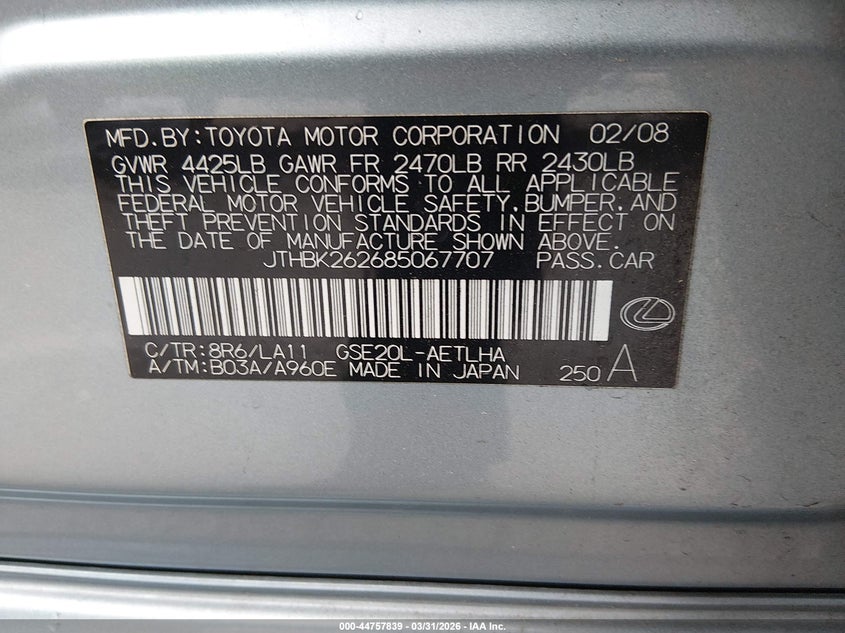 MFD.BY:TOYOTA MOTOR CORPORATION 02/08
GVWR 4425LB GAWR FR 2470LB RR 2430LB
THIS VEHICLE CONFORMS TO ALL APPLICABLE
FEDERAL MOTOR VEHICLE SAFETY,BUMPER,AND
THEFT PREVENTION STANDARDS IN EFFECT ON
THE DATE OF MANUFACTURE SHOWN ABOVE.
JTHBK262685067707 PASS.CAR
C/TR:8R6/LA11 GSE20L-AETLHA
A/TM:B03A/A960E MADE IN JAPAN 250 A
000-44757839 - 03/31/2026 - IAA Inc.